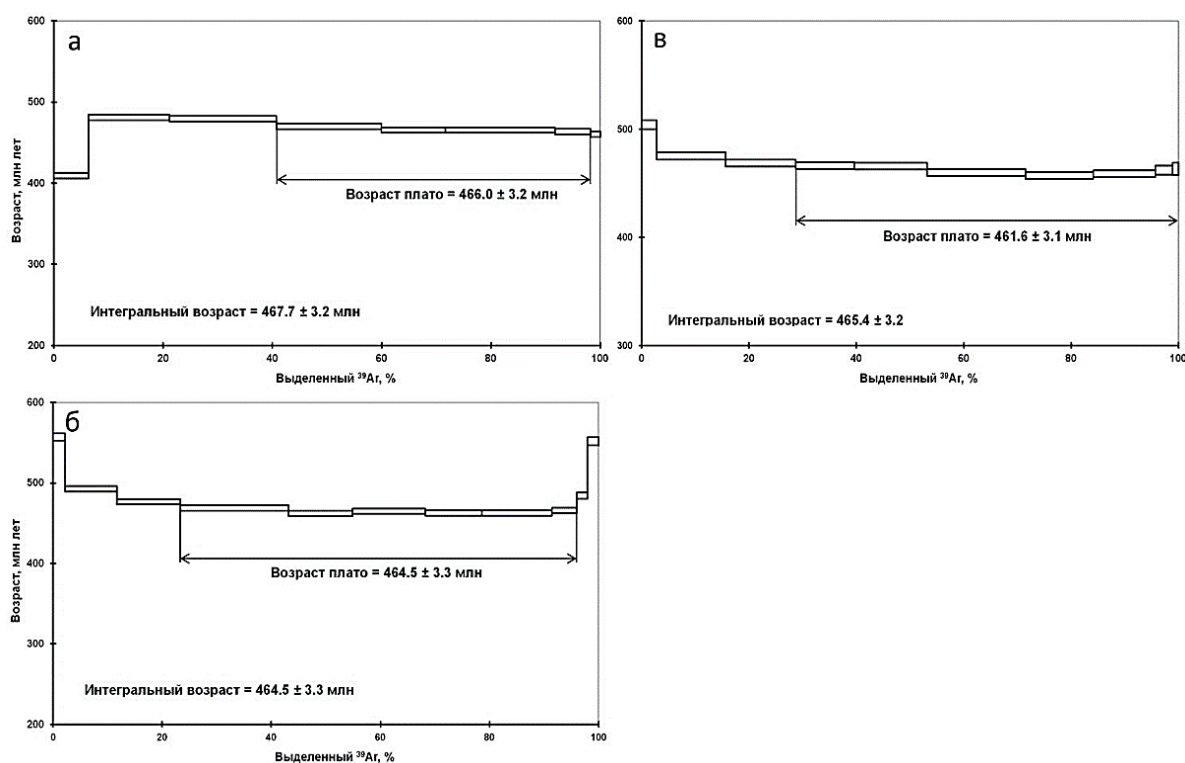 а
600
500
400
300
200
Возраст, млн лет
Возраст плато = 466.0 ± 3.2 млн
Интегральный возраст = 467.7 ± 3.2 млн
0 20 40 60 80 100
Выделенный ³⁹Ar, %
в
600
500
400
300
Возраст плато = 461.6 ± 3.1 млн
Интегральный возраст = 465.4 ± 3.2
0 20 40 60 80 100
Выделенный ³⁹Ar, %
б
600
500
400
300
200
Возраст, млн лет
Возраст плато = 464.5 ± 3.3 млн
Интегральный возраст = 464.5 ± 3.3 млн
0 20 40 60 80 100
Выделенный ³⁹Ar, %